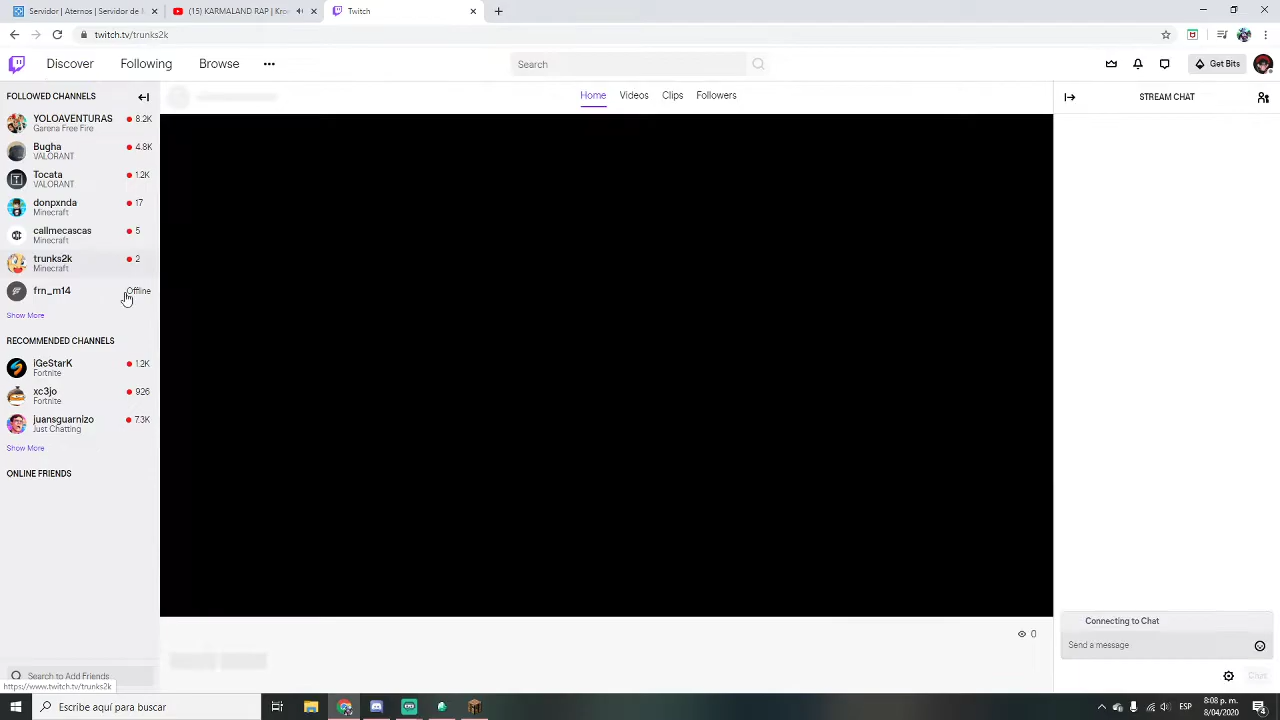 Servidor | Aternos | Servidor de
(15) KARMALAND RAP | Kro
Twitch
twitch.tv/trunks2k
Discover
Following
Browse
Search
Get Bits
FOLLOWED CHANNELS
Home
Videos
Clips
Followers
STREAM CHAT
YOLOAVENTURAS
8.2K
Garena Free Fire
Bugha
4.8K
VALORANT
Tocata
1.2K
VALORANT
donpxnda
17
Minecraft
callmecascas
5
Minecraft
trunks2k
2
Minecraft
frn_m14
Offline
Show More
RECOMMENDED CHANNELS
iGeStarK
1.2K
Fortnite
xc3jo
926
Fortnite
juansguarnizo
7.3K
Just Chatting
Show More
ONLINE FRIENDS
Connecting to Chat
0
Send a message
Search to Add Friends
Chat
https://www.twitch.tv/trunks2k
Escribe aquí para buscar
ESP
8:08 p. m.
8/04/2020